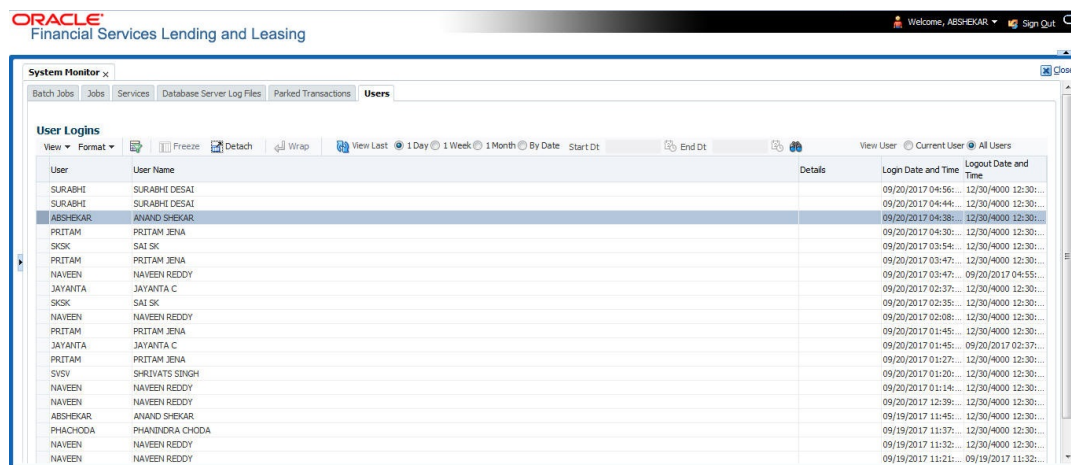 ORACLE®
Financial Services Lending and Leasing
Welcome, ABSHEKAR Sign Out
System Monitor x
Close
Batch Jobs Jobs Services Database Server Log Files Parked Transactions Users
User Logins
View Format Freeze Detach Wrap View Last 1 Day 1 Week 1 Month By Date Start Dt End Dt View User Current User All Users
User User Name Details Login Date and Time Logout Date and Time
SURABHI SURABHI DESAI 09/20/2017 04:56:... 12/30/4000 12:30:...
SURABHI SURABHI DESAI 09/20/2017 04:44:... 12/30/4000 12:30:...
ABSHEKAR ANAND SHEKAR 09/20/2017 04:38:... 12/30/4000 12:30:...
PRITAM PRITAM JENA 09/20/2017 04:30:... 12/30/4000 12:30:...
SKSK SAI SK 09/20/2017 03:54:... 12/30/4000 12:30:...
PRITAM PRITAM JENA 09/20/2017 03:47:... 12/30/4000 12:30:...
NAVEEN NAVEEN REDDY 09/20/2017 03:47:... 09/20/2017 04:55:...
JAYANTA JAYANTA C 09/20/2017 02:37:... 12/30/4000 12:30:...
SKSK SAI SK 09/20/2017 02:35:... 12/30/4000 12:30:...
NAVEEN NAVEEN REDDY 09/20/2017 02:08:... 12/30/4000 12:30:...
PRITAM PRITAM JENA 09/20/2017 01:45:... 12/30/4000 12:30:...
JAYANTA JAYANTA C 09/20/2017 01:45:... 09/20/2017 02:37:...
PRITAM PRITAM JENA 09/20/2017 01:27:... 12/30/4000 12:30:...
SVSV SHRIVATS SINGH 09/20/2017 01:20:... 12/30/4000 12:30:...
NAVEEN NAVEEN REDDY 09/20/2017 01:14:... 12/30/4000 12:30:...
NAVEEN NAVEEN REDDY 09/20/2017 12:39:... 12/30/4000 12:30:...
ABSHEKAR ANAND SHEKAR 09/19/2017 11:45:... 12/30/4000 12:30:...
PHACHODA PHANINDRA CHODA 09/19/2017 11:37:... 12/30/4000 12:30:...
NAVEEN NAVEEN REDDY 09/19/2017 11:32:... 12/30/4000 12:30:...
NAVEEN NAVEEN REDDY 09/19/2017 11:21:... 09/19/2017 11:32:...